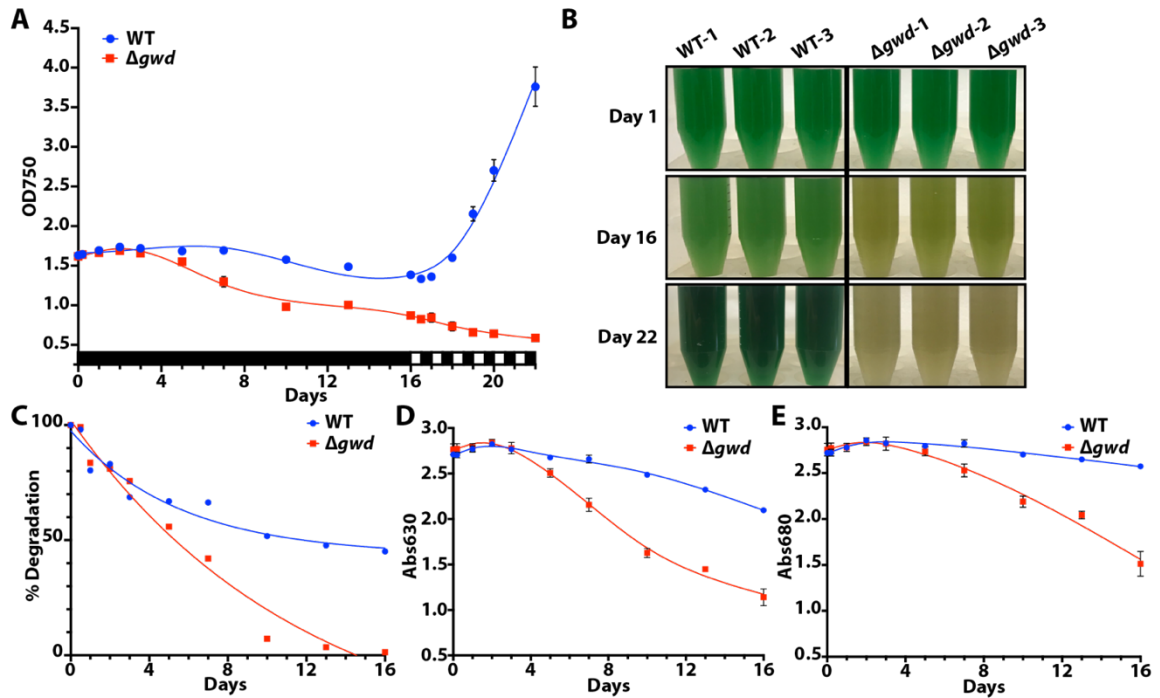 A
4.5
4.0
3.5
3.0
2.5
2.0
1.5
1.0
0.5
OD750
WT
Δgwd
0 4 8 12 16 20
Days
B
WT-1 WT-2 WT-3 Δgwd-1 Δgwd-2 Δgwd-3
Day 1
Day 16
Day 22
C
100
50
0
% Degradation
WT
Δgwd
0 4 8 12 16
Days
D
3.0
2.5
2.0
1.5
1.0
0.5
Abs630
WT
Δgwd
0 4 8 12 16
Days
E
3.0
2.5
2.0
1.5
1.0
0.5
Abs680
WT
Δgwd
0 4 8 12 16
Days